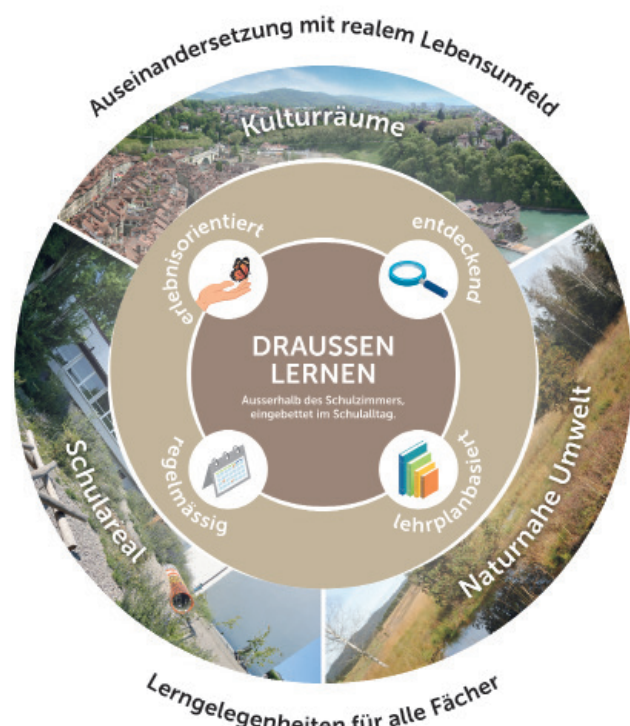 Auseinandersetzung mit realem Lebensumfeld
Kulturräume
erlebnisorientiert
entdeckend
DRAUSSEN
LERNEN
Ausserhalb des Schulzimmers,
eingebettet im Schulalltag.
regelmässig
lehrplanbasiert
Schulareal
Naturnahe Umwelt
Lerngelegenheiten für alle Fächer